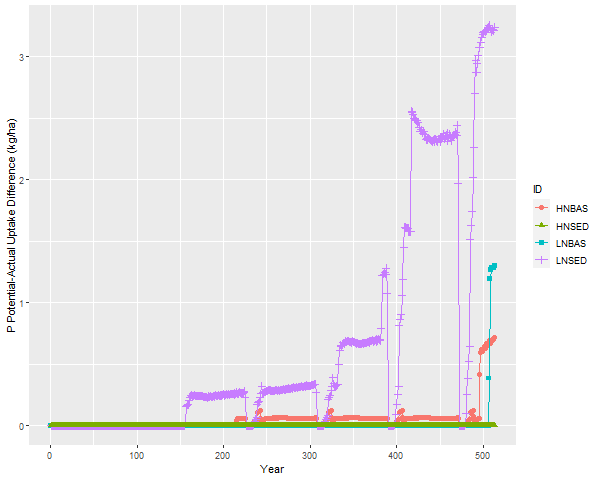 P Potential-Actual Uptake Difference (kg/ha)
3
2
1
0
0 100 200 300 400 500
Year
ID
HNBAS
HNSED
LNBAS
LNSED